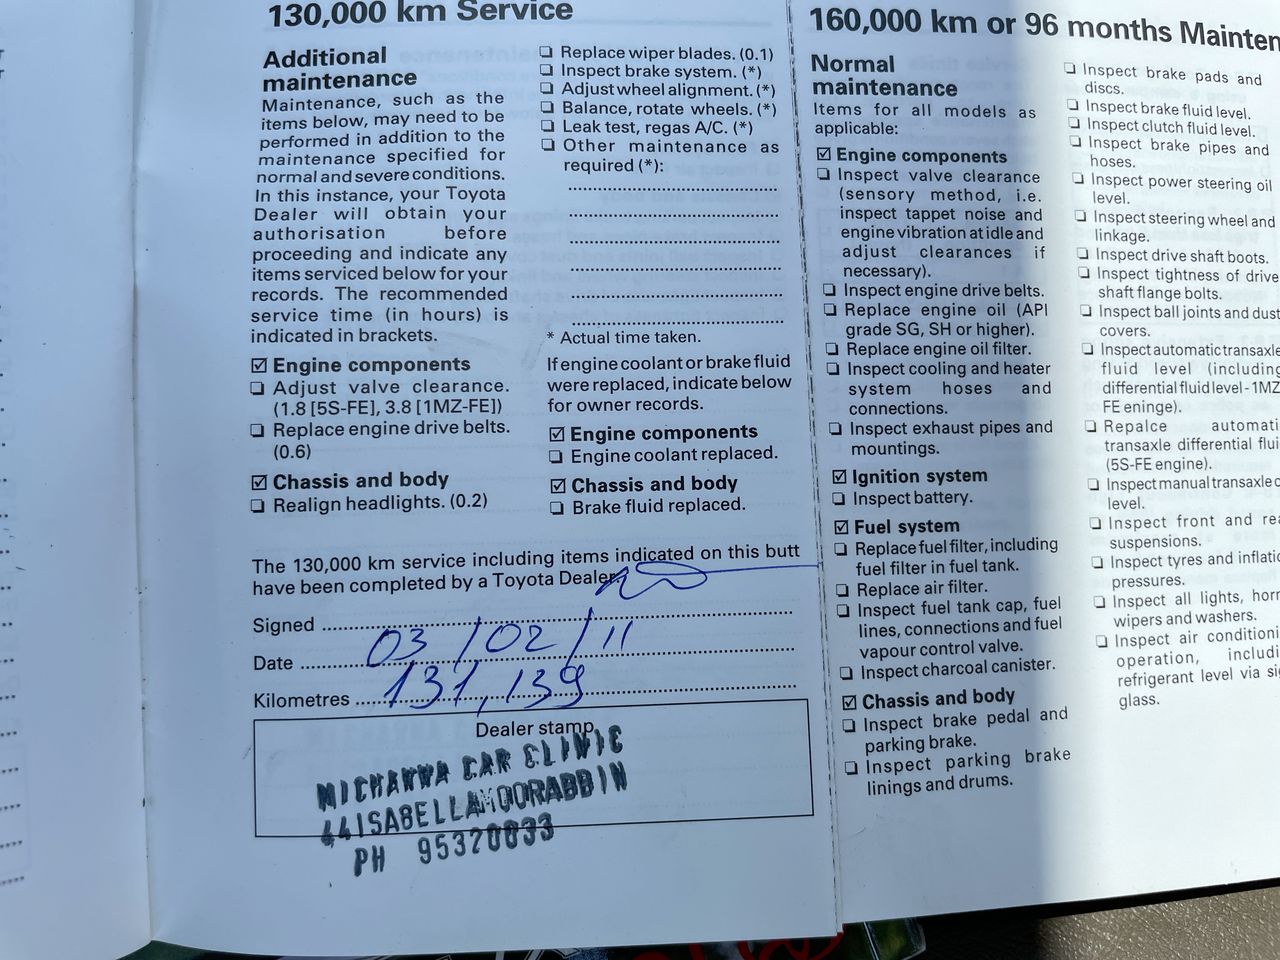 130,000 km Service
Additional
maintenance
Maintenance, such as the
items below, may need to be
performed in addition to the
maintenance specified for
normal and severe conditions.
In this instance, your Toyota
Dealer will obtain your
authorisation before
proceeding and indicate any
items serviced below for your
records. The recommended
service time (in hours) is
indicated in brackets.
☑ Engine components
❏ Adjust valve clearance.
(1.8 [5S-FE], 3.8 [1MZ-FE])
❏ Replace engine drive belts.
(0.6)
☑ Chassis and body
❏ Realign headlights. (0.2)
❏ Replace wiper blades. (0.1)
❏ Inspect brake system. (*)
❏ Adjust wheel alignment. (*)
❏ Balance, rotate wheels. (*)
❏ Leak test, regas A/C. (*)
❏ Other maintenance as
required (*):
* Actual time taken.
If engine coolant or brake fluid
were replaced, indicate below
for owner records.
☑ Engine components
❏ Engine coolant replaced.
☑ Chassis and body
❏ Brake fluid replaced.
The 130,000 km service including items indicated on this butt
have been completed by a Toyota Dealer.
Signed
Date 03/02/11
Kilometres 131,139
Dealer stamp
CAR CLINIC
44 ISABELLA MOORABBIN
PH 95320833
160,000 km or 96 months Mainten
Normal
maintenance
Items for all models as
applicable:
☑ Engine components
❏ Inspect valve clearance
(sensory method, i.e.
inspect tappet noise and
engine vibration at idle and
adjust clearances if
necessary).
❏ Inspect engine drive belts.
❏ Replace engine oil (API
grade SG, SH or higher).
❏ Replace engine oil filter.
❏ Inspect cooling and heater
system hoses and
connections.
❏ Inspect exhaust pipes and
mountings.
☑ Ignition system
❏ Inspect battery.
☑ Fuel system
❏ Replace fuel filter, including
fuel filter in fuel tank.
❏ Replace air filter.
❏ Inspect fuel tank cap, fuel
lines, connections and fuel
vapour control valve.
❏ Inspect charcoal canister.
☑ Chassis and body
❏ Inspect brake pedal and
parking brake.
❏ Inspect parking brake
linings and drums.
❏ Inspect brake pads and
discs.
❏ Inspect brake fluid level.
❏ Inspect clutch fluid level.
❏ Inspect brake pipes and
hoses.
❏ Inspect power steering oil
level.
❏ Inspect steering wheel and
linkage.
❏ Inspect drive shaft boots.
❏ Inspect tightness of drive
shaft flange bolts.
❏ Inspect ball joints and dust
covers.
❏ Inspect automatic transaxle
fluid level (including
differential fluid level - 1MZ
FE eninge).
❏ Repalce automati
transaxle differential flui
(5S-FE engine).
❏ Inspect manual transaxle o
level.
❏ Inspect front and rea
suspensions.
❏ Inspect tyres and inflatio
pressures.
❏ Inspect all lights, horn
wipers and washers.
❏ Inspect air conditioni
operation, includi
refrigerant level via si
glass.